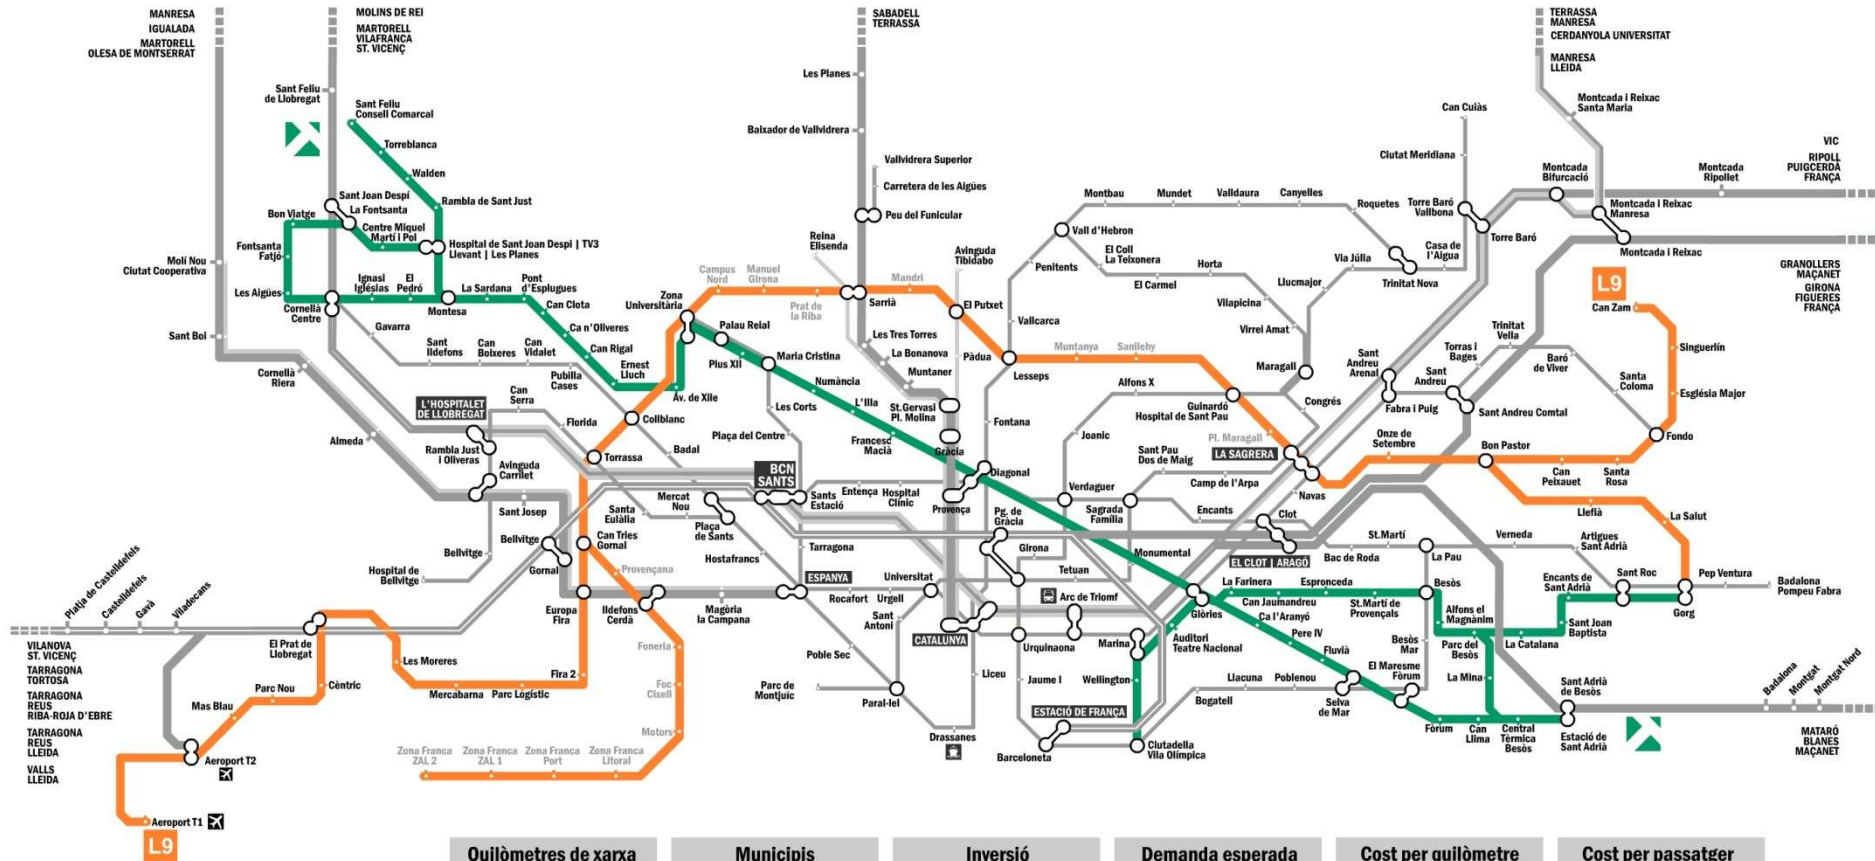 MANRESA
IGUALADA
MARTORELL
OLESA DE MONTSERRAT
MOLINS DE REI
MARTORELL
VILAFRANCA
ST. VICENÇ
SABADELL
TERRASSA
TERRASSA
MANRESA
CERDANYOLA UNIVERSITAT
MANRESA
LLEIDA
Sant Feliu
de Llobregat
Sant Feliu
Consell Comarcal
Torreblanca
Walden
Rambla de Sant Just
Les Planes
Baixador de Vallvidrera
Vallvidrera Superior
Carretera de les Aigües
Peu del Funicular
Reina
Elisenda
Avinguda
Tibidabo
Montbau
Mundet
Valldaura
Canyelles
Roquetes
Can Cuiàs
Ciutat Meridiana
Torre Baró
Vallbona
Torre Baró
Casa de
l'Aigua
Trinitat Nova
Via Júlia
Llucmajor
Montcada i Reixac
Santa Maria
Montcada
Bifurcació
Montcada
Ripollet
Montcada i Reixac
Manresa
Montcada i Reixac
VIC
RIPOLL
PUIGCERDÀ
FRANÇA
GRANOLLERS
MAÇANET
GIRONA
FIGUERES
FRANÇA
Sant Joan Despí
La Fontsanta
Bon Viatge
Centre Miquel
Martí i Pol
Hospital de Sant Joan Despi | TV3
Llevant | Les Planes
Fontsanta
Fatjó
Molí Nou
Ciutat Cooperativa
Les Aigües
Ignasi
Iglésias
El
Pedró
Montesa
La Sardana
Pont
d'Esplugues
Can Clota
Ca n'Oliveres
Can Rigal
Ernest
Lluch
Av. de Xile
Cornellà
Centre
Gavarra
Sant
Ildefons
Can
Boixeres
Can
Vidalet
Pubilla
Cases
Sant Boi
Cornellà
Riera
Almeda
Zona
Universitària
Campus
Nord
Manuel
Girona
Prat de
la Riba
Sarrià
Mandri
El Putxet
Palau Reial
Pius XII
Maria Cristina
Numància
L'Illa
Francesc
Macià
Les Corts
Plaça del Centre
Les Tres Torres
La Bonanova
Muntaner
St.Gervasi
Pl. Molina
Gràcia
Provença
Diagonal
Pàdua
Lesseps
Fontana
Vall d'Hebron
Penitents
Vallcarca
El Coll
La Teixonera
El Carmel
Horta
Vilapicina
Virrei Amat
Maragall
Muntanya
Sanllehy
Alfons X
Guinardó
Hospital de Sant Pau
Congrés
Pl. Maragall
LA SAGRERA
Joanic
Sant Pau
Dos de Maig
Camp de l'Arpa
Navas
Verdaguer
Sagrada
Família
Encants
Clot
EL CLOT | ARAGÓ
Sant
Andreu
Arenal
Fabra i Puig
Sant
Andreu
Sant Andreu Comtal
Torras i
Bages
Trinitat
Vella
Baró
de Viver
Santa
Coloma
L9
Can Zam
Singuerlín
Església Major
Fondo
Santa
Rosa
Can
Peixauet
Bon Pastor
Onze de
Setembre
Llefià
La Salut
L'HOSPITALET
DE LLOBREGAT
Can
Serra
Florida
Collblanc
Badal
Torrassa
Rambla Just
i Oliveras
Avinguda
Carrilet
Sant Josep
Bellvitge
Hospital de
Bellvitge
Bellvitge
Gornal
Santa
Eulàlia
Mercat
Nou
Plaça
de Sants
Hostafrancs
BCN
SANTS
Sants
Estació
Entença
Hospital
Clínic
Tarragona
Can Tries
Gornal
Provençana
Europa
Fira
Ildefons
Cerdà
Magòria
la Campana
ESPANYA
Rocafort
Urgell
Universitat
Sant
Antoni
Pg. de
Gràcia
Girona
Tetuan
Monumental
Arc de Triomf
CATALUNYA
Urquinaona
Marina
Glòries
Auditori
Teatre Nacional
La Farinera
Can Jaumandreu
Espronceda
St.Martí de
Provençals
Ca l'Aranyó
Pere IV
Fluvià
Bac de Roda
St.Martí
La Pau
Verneda
Artigues
Sant Adrià
Sant Roc
Gorg
Pep Ventura
Badalona
Pompeu Fabra
Besòs
Besòs
Mar
Alfons el
Magnànim
Encants de
Sant Adrià
Sant Joan
Baptista
Parc del
Besòs
La Catalana
La Mina
El Maresme
Fòrum
Selva
de Mar
Fòrum
Can
Llima
Central
Tèrmica
Besòs
Estació de
Sant Adrià
Sant Adrià
de Besòs
Badalona
Montgat
Montgat Nord
MATARÓ
BLANES
MAÇANET
Platja de Castelldefels
Castelldefels
Gavà
Viladecans
VILANOVA
ST. VICENÇ
TARRAGONA
TORTOSA
TARRAGONA
REUS
RIBA-ROJA D'EBRE
TARRAGONA
REUS
LLEIDA
VALLS
LLEIDA
El Prat de
Llobregat
Les Moreres
Cèntric
Parc Nou
Mas Blau
Mercabarna
Parc Logístic
Fira 2
Aeroport T2
Aeroport T1
L9
Foneria
Foc
Cisell
Motors
Zona Franca
ZAL 2
Zona Franca
ZAL 1
Zona Franca
Port
Zona Franca
Litoral
Poble Sec
Parc de
Montjuïc
Paral-lel
Liceu
Drassanes
Jaume I
ESTACIÓ DE FRANÇA
Barceloneta
Wellington
Ciutadella
Vila Olímpica
Bogatell
Llacuna
Poblenou
Quilòmetres de xarxa
Municipis
Inversió
Demanda esperada
Cost per quilòmetre
Cost per passatger